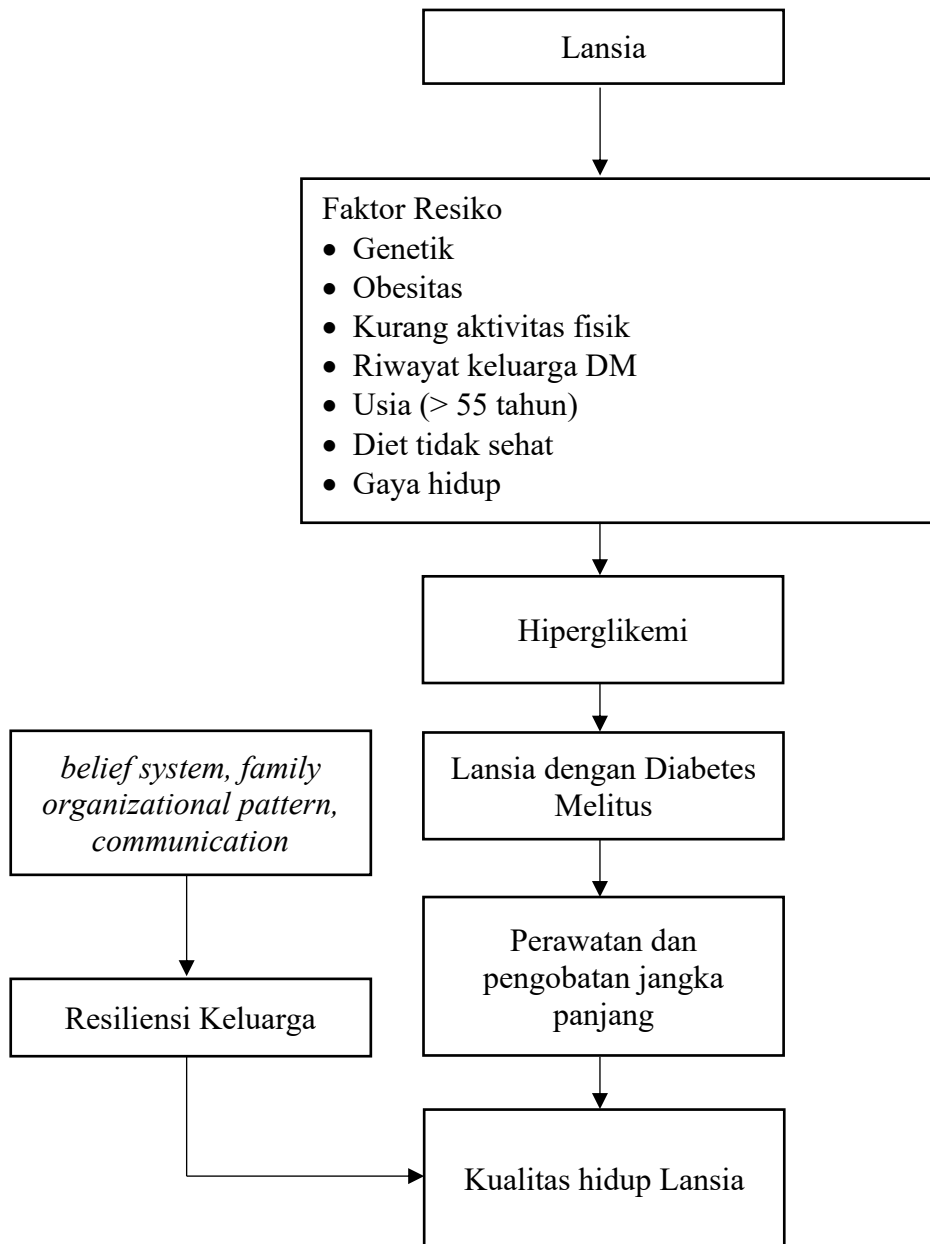 Lansia
Faktor Resiko
• Genetik
• Obesitas
• Kurang aktivitas fisik
• Riwayat keluarga DM
• Usia (> 55 tahun)
• Diet tidak sehat
• Gaya hidup
Hiperglikemi
belief system, family
organizational pattern,
communication
Lansia dengan Diabetes
Melitus
Resiliensi Keluarga
Perawatan dan
pengobatan jangka
panjang
Kualitas hidup Lansia